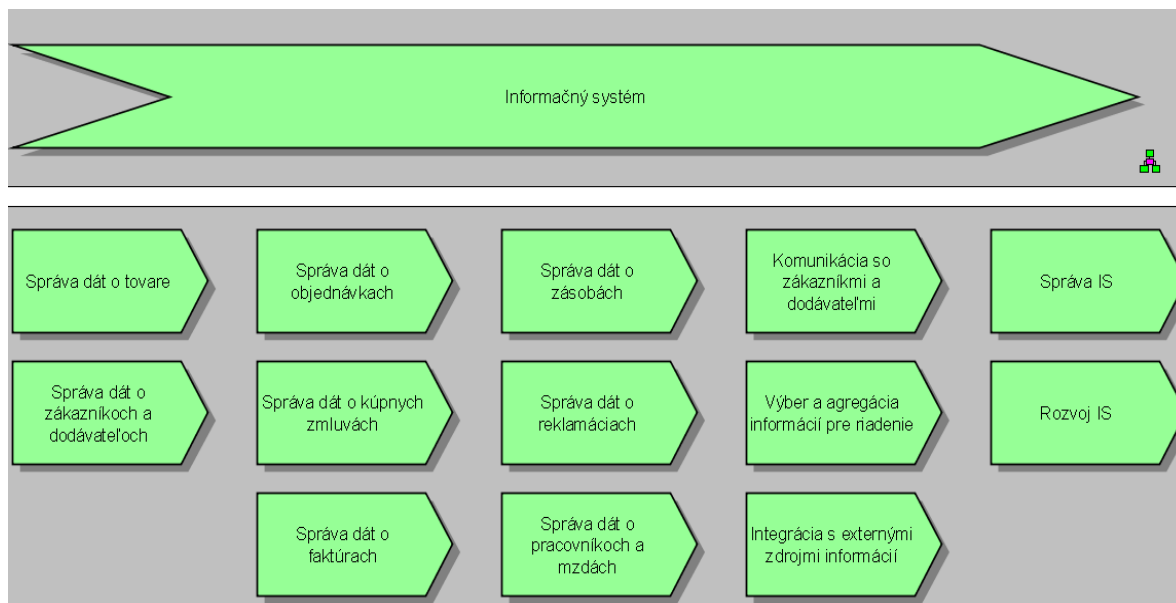 Informačný systém
Správa dát o tovare
Správa dát o
objednávkach
Správa dát o
zásobách
Komunikácia so
zákazníkmi a
dodávateľmi
Správa IS
Správa dát o
zákazníkoch a
dodávateľoch
Správa dát o kúpnych
zmluvách
Správa dát o
reklamáciach
Výber a agregácia
informácií pre riadenie
Rozvoj IS
Správa dát o
faktúrach
Správa dát o
pracovníkoch a
mzdách
Integrácia s externými
zdrojmi informácií